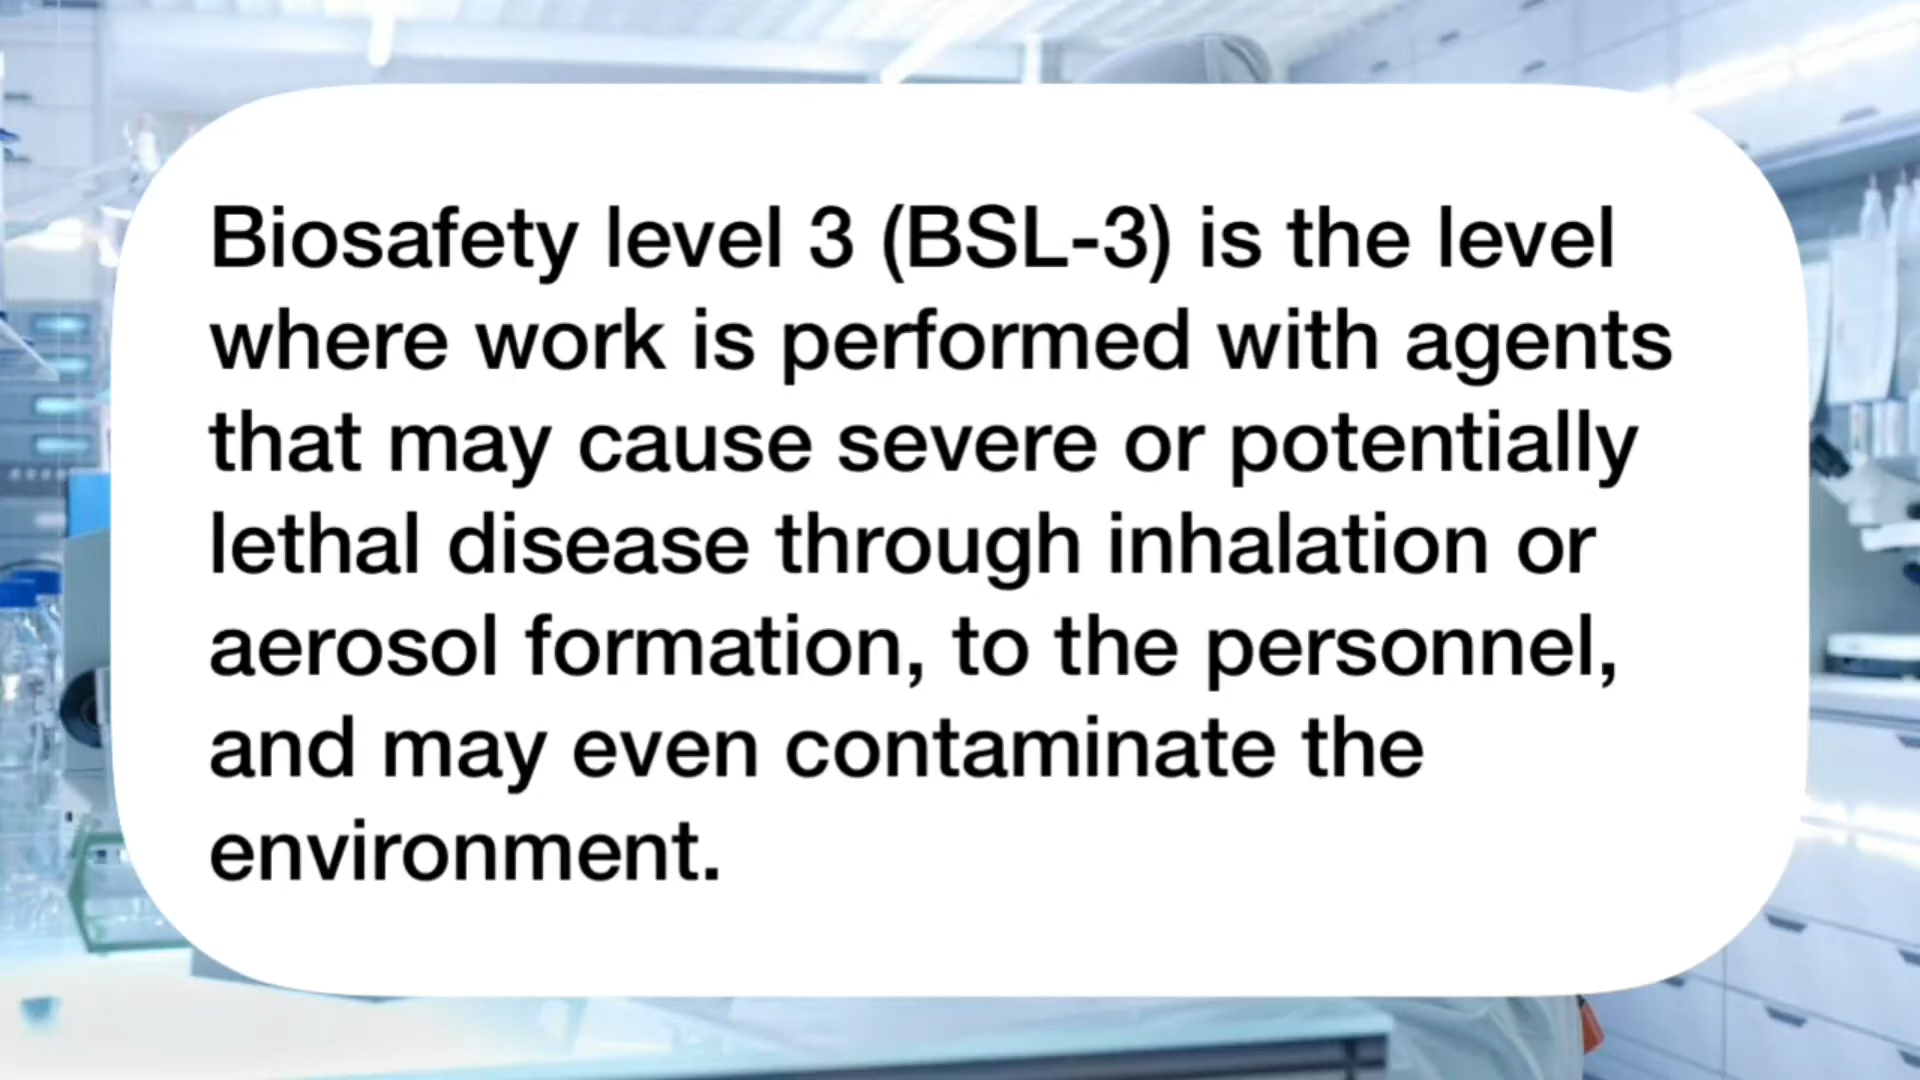 Biosafety level 3 (BSL-3) is the level
where work is performed with agents
that may cause severe or potentially
lethal disease through inhalation or
aerosol formation, to the personnel,
and may even contaminate the
environment.